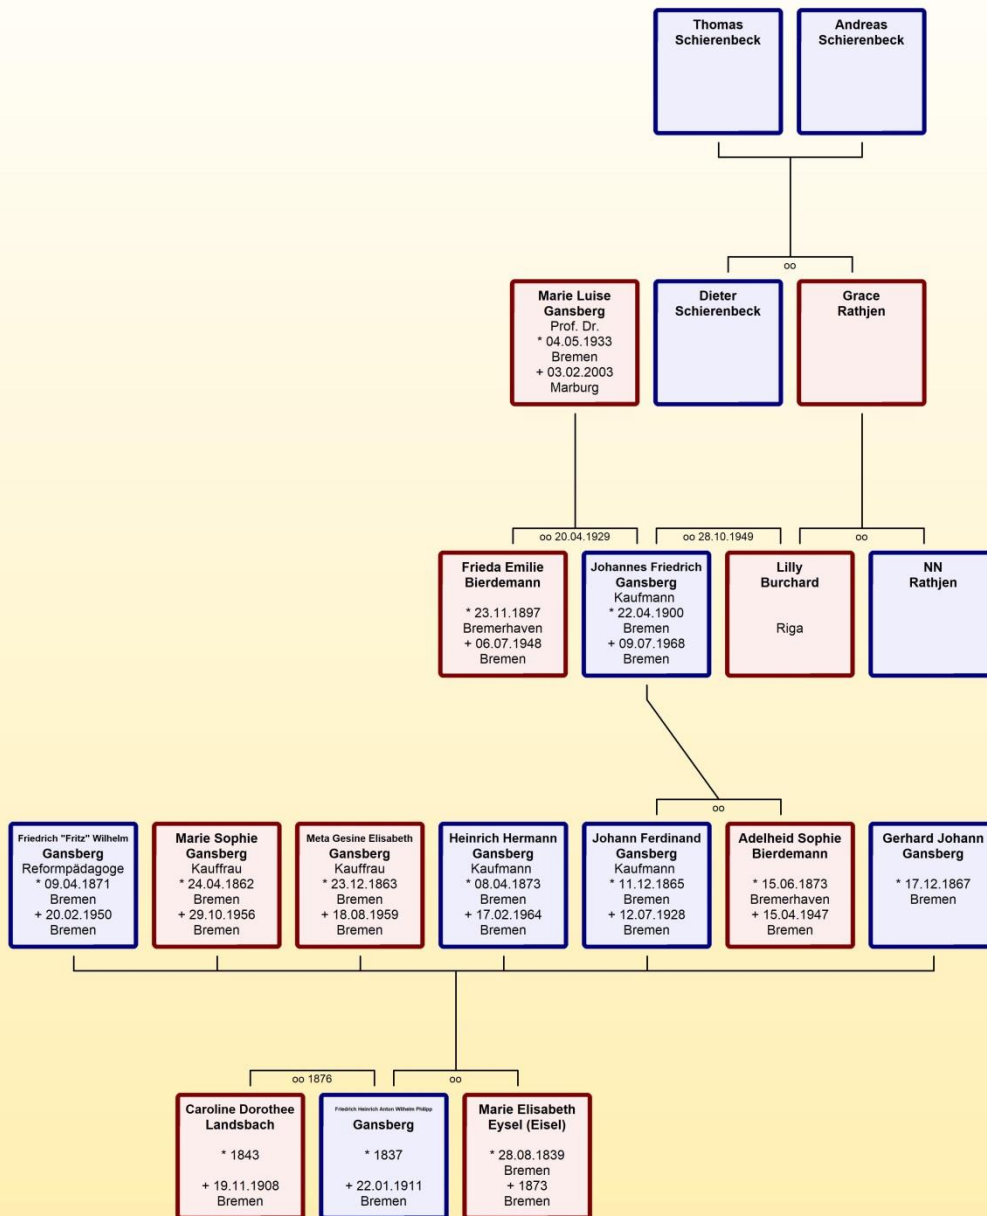 Thomas
Schierenbeck
Andreas
Schierenbeck
oo
Marie Luise
Gansberg
Prof. Dr.
* 04.05.1933
Bremen
+ 03.02.2003
Marburg
Dieter
Schierenbeck
Grace
Rathjen
oo 20.04.1929
oo 28.10.1949
oo
Frieda Emilie
Bierdemann
* 23.11.1897
Bremerhaven
+ 06.07.1948
Bremen
Johannes Friedrich
Gansberg
Kaufmann
* 22.04.1900
Bremen
+ 09.07.1968
Bremen
Lilly
Burchard
Riga
NN
Rathjen
oo
Friedrich "Fritz" Wilhelm
Gansberg
Reformpädagoge
* 09.04.1871
Bremen
+ 20.02.1950
Bremen
Marie Sophie
Gansberg
Kauffrau
* 24.04.1862
Bremen
+ 29.10.1956
Bremen
Meta Gesine Elisabeth
Gansberg
Kauffrau
* 23.12.1863
Bremen
+ 18.08.1959
Bremen
Heinrich Hermann
Gansberg
Kaufmann
* 08.04.1873
Bremen
+ 17.02.1964
Bremen
Johann Ferdinand
Gansberg
Kaufmann
* 11.12.1865
Bremen
+ 12.07.1928
Bremen
Adelheid Sophie
Bierdemann
* 15.06.1873
Bremerhaven
+ 15.04.1947
Bremen
Gerhard Johann
Gansberg
* 17.12.1867
Bremen
oo 1876
oo
Caroline Dorothee
Landsbach
* 1843
+ 19.11.1908
Bremen
Friedrich Heinrich Anton Wilhelm Philipp
Gansberg
* 1837
+ 22.01.1911
Bremen
Marie Elisabeth
Eysel (Eisel)
* 28.08.1839
Bremen
+ 1873
Bremen